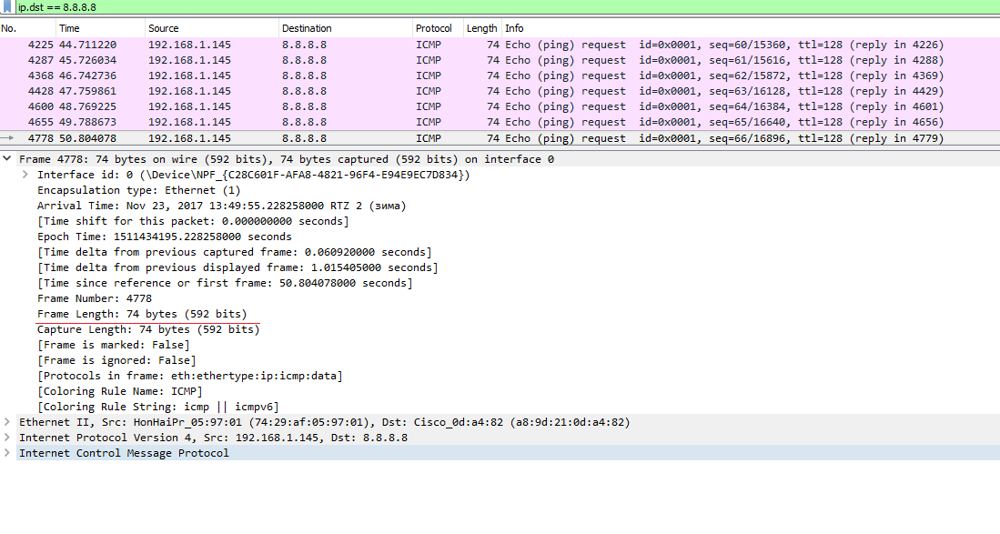 ip.dst == 8.8.8.8
No. Time Source Destination Protocol Length Info
4225 44.711220 192.168.1.145 8.8.8.8 ICMP 74 Echo (ping) request id=0x0001, seq=60/15360, ttl=128 (reply in 4226)
4287 45.726034 192.168.1.145 8.8.8.8 ICMP 74 Echo (ping) request id=0x0001, seq=61/15616, ttl=128 (reply in 4288)
4368 46.742736 192.168.1.145 8.8.8.8 ICMP 74 Echo (ping) request id=0x0001, seq=62/15872, ttl=128 (reply in 4369)
4428 47.759861 192.168.1.145 8.8.8.8 ICMP 74 Echo (ping) request id=0x0001, seq=63/16128, ttl=128 (reply in 4429)
4600 48.769225 192.168.1.145 8.8.8.8 ICMP 74 Echo (ping) request id=0x0001, seq=64/16384, ttl=128 (reply in 4601)
4655 49.788673 192.168.1.145 8.8.8.8 ICMP 74 Echo (ping) request id=0x0001, seq=65/16640, ttl=128 (reply in 4656)
4778 50.804078 192.168.1.145 8.8.8.8 ICMP 74 Echo (ping) request id=0x0001, seq=66/16896, ttl=128 (reply in 4779)
Frame 4778: 74 bytes on wire (592 bits), 74 bytes captured (592 bits) on interface 0
Interface id: 0 (\Device\NPF_{C28C601F-AFA8-4821-96F4-E94E9EC7D834})
Encapsulation type: Ethernet (1)
Arrival Time: Nov 23, 2017 13:49:55.228258000 RTZ 2 (зима)
[Time shift for this packet: 0.000000000 seconds]
Epoch Time: 1511434195.228258000 seconds
[Time delta from previous captured frame: 0.060920000 seconds]
[Time delta from previous displayed frame: 1.015405000 seconds]
[Time since reference or first frame: 50.804078000 seconds]
Frame Number: 4778
Frame Length: 74 bytes (592 bits)
Capture Length: 74 bytes (592 bits)
[Frame is marked: False]
[Frame is ignored: False]
[Protocols in frame: eth:ethertype:ip:icmp:data]
[Coloring Rule Name: ICMP]
[Coloring Rule String: icmp || icmpv6]
Ethernet II, Src: HonHaiPr_05:97:01 (74:29:af:05:97:01), Dst: Cisco_0d:a4:82 (a8:9d:21:0d:a4:82)
Internet Protocol Version 4, Src: 192.168.1.145, Dst: 8.8.8.8
Internet Control Message Protocol